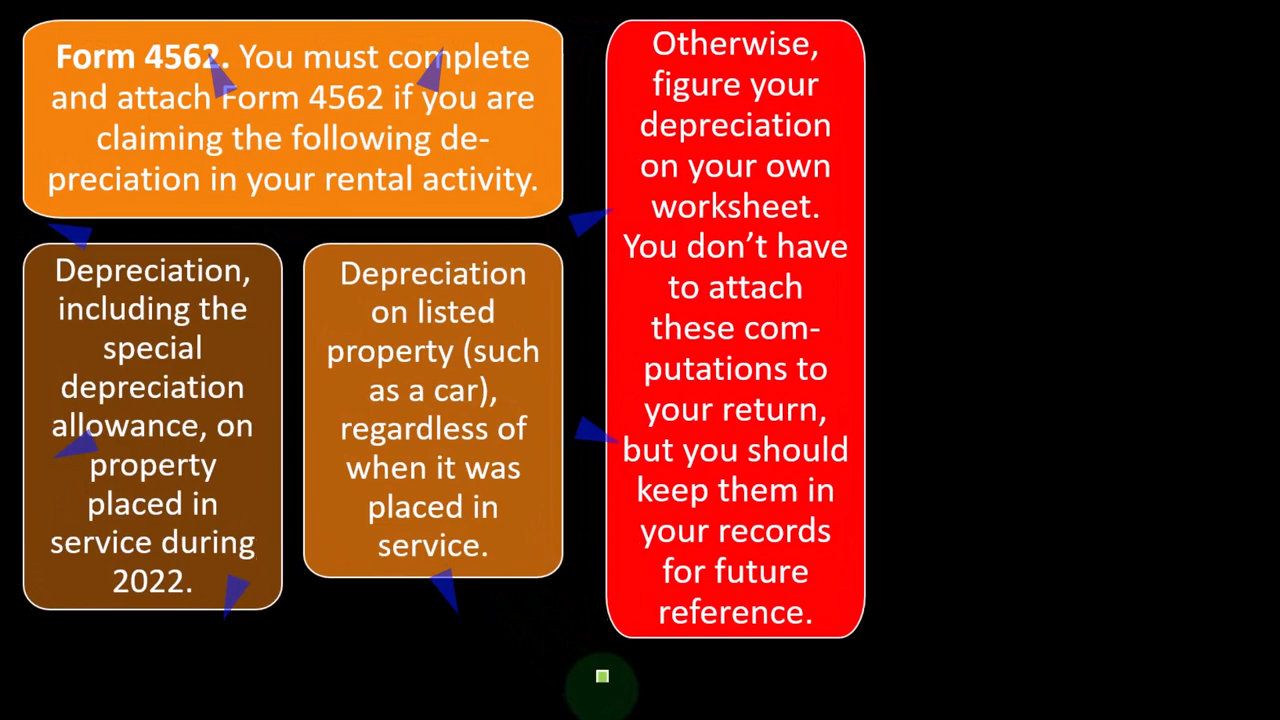 Form 4562. You must complete
and attach Form 4562 if you are
claiming the following de-
preciation in your rental activity.
Depreciation,
including the
special
depreciation
allowance, on
property
placed in
service during
2022.
Depreciation
on listed
property (such
as a car),
regardless of
when it was
placed in
service.
Otherwise,
figure your
depreciation
on your own
worksheet.
You don’t have
to attach
these com-
putations to
your return,
but you should
keep them in
your records
for future
reference.